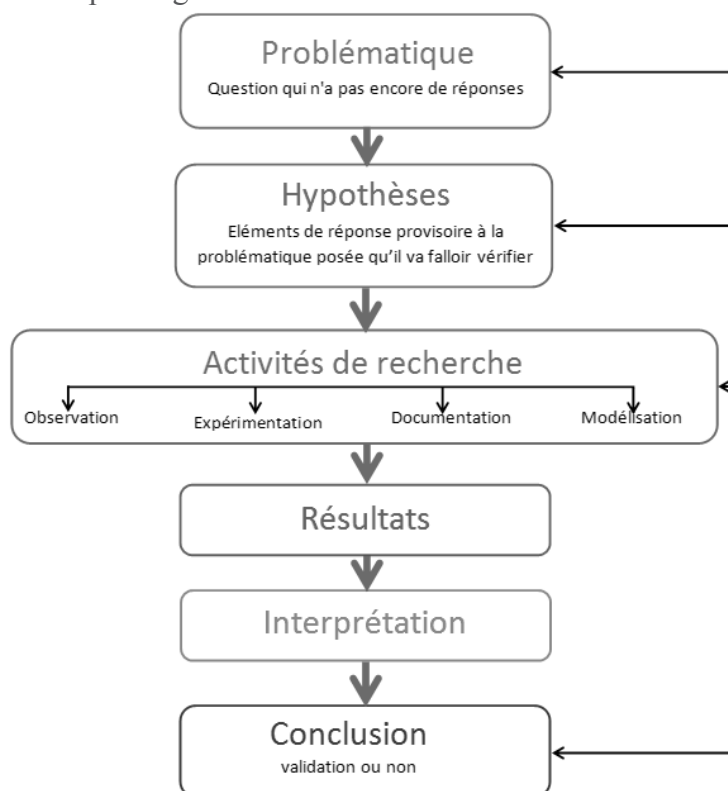 Problématique
Question qui n'a pas encore de réponses
Hypothèses
Eléments de réponse provisoire à la
problématique posée qu'il va falloir vérifier
Activités de recherche
Observation
Expérimentation
Documentation
Modélisation
Résultats
Interprétation
Conclusion
validation ou non